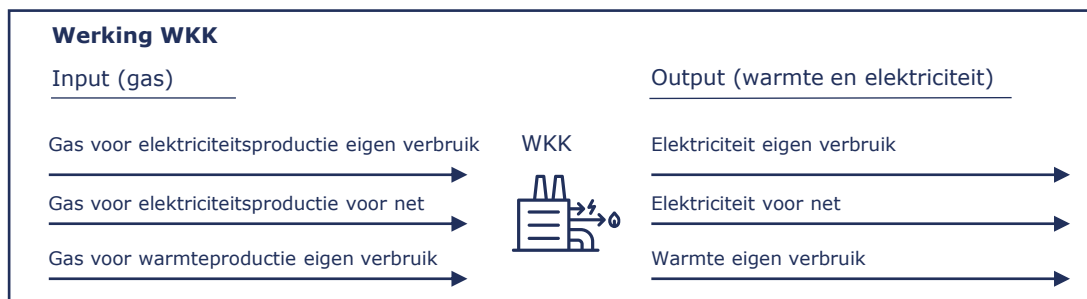 Werking WKK
Input (gas)
Output (warmte en elektriciteit)
Gas voor elektriciteitsproductie eigen verbruik
WKK
Elektriciteit eigen verbruik
Gas voor elektriciteitsproductie voor net
Elektriciteit voor net
Gas voor warmteproductie eigen verbruik
Warmte eigen verbruik